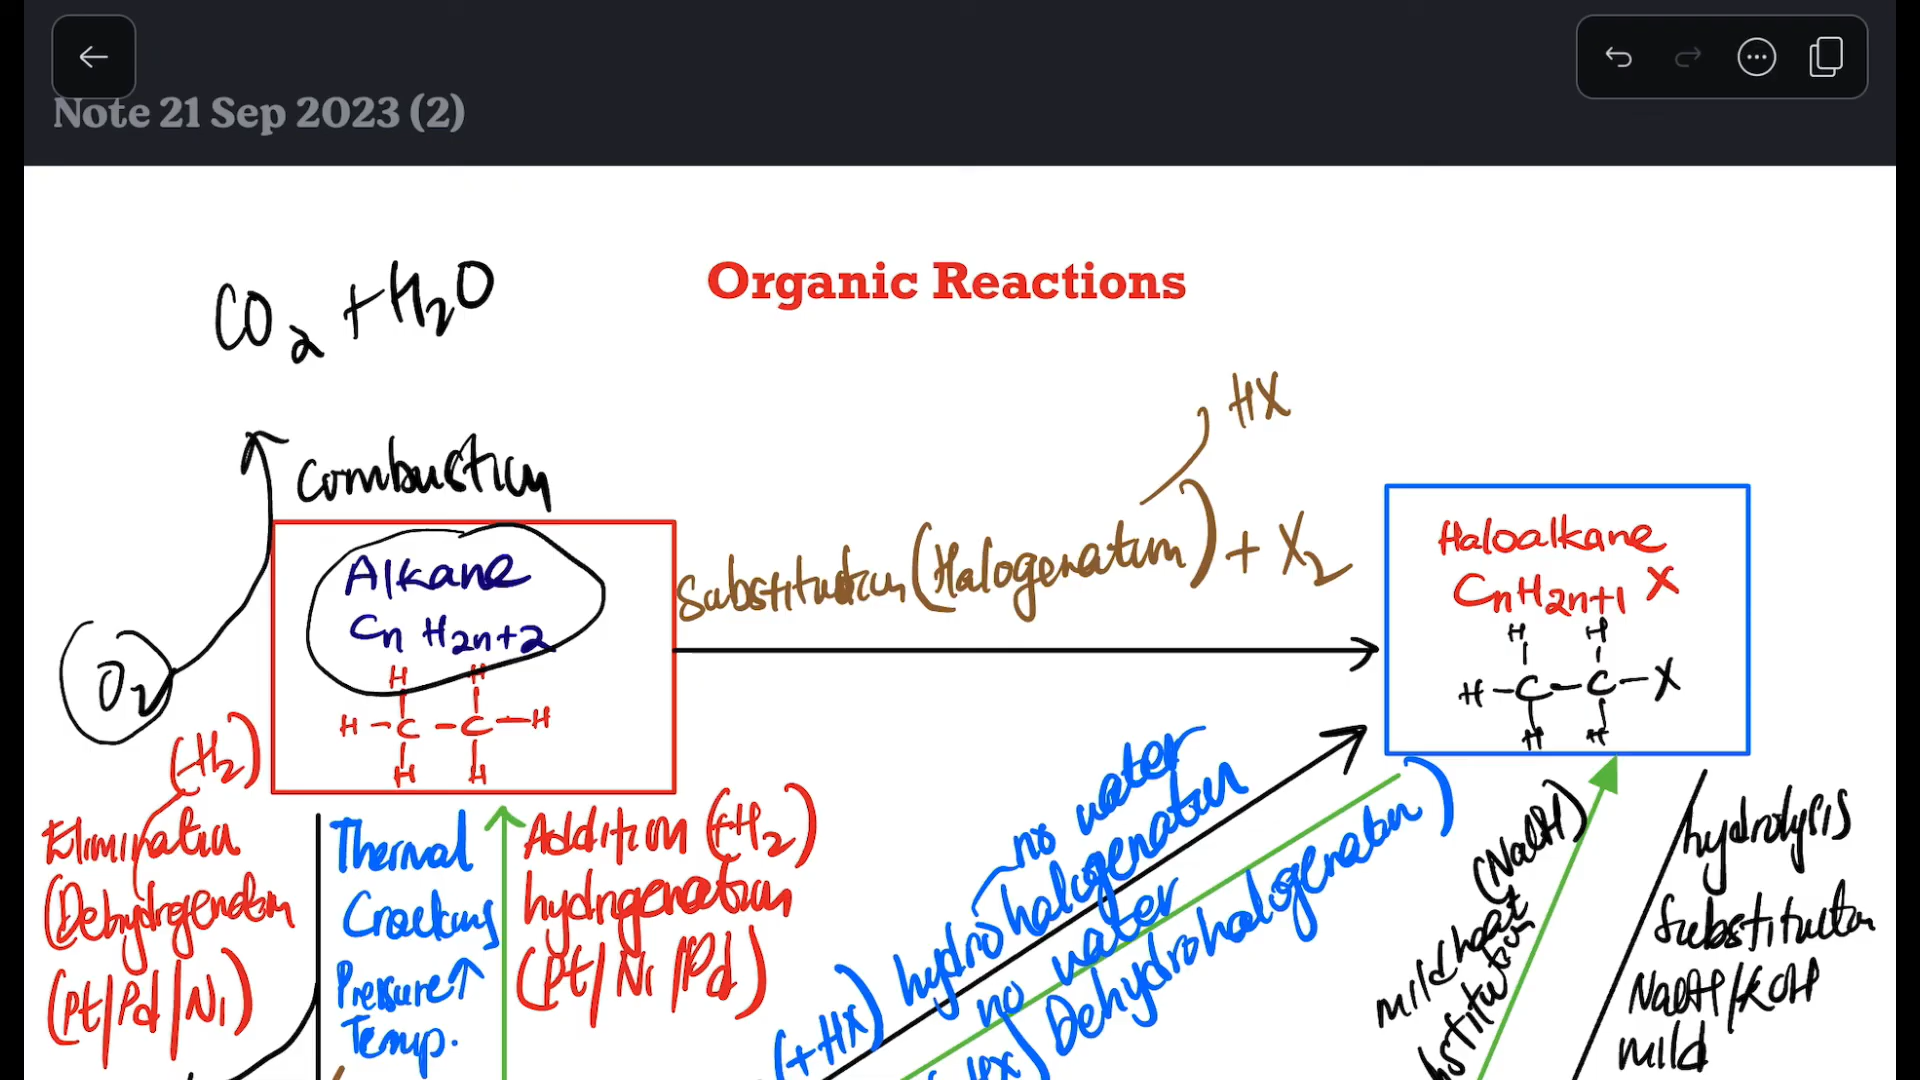 Note 21 Sep 2023 (2)
Organic Reactions
CO2 + H2O
HX
Combustion
Substitution (Halogenation) + X2
Alkane
CnH2n+2
H H
H-C-C-H
H H
O2
Haloalkane
CnH2n+1 X
H H
H-C-C-X
H H
(-H2)
Elimination
(Dehydrogenation
(Pt/Pd/Ni)
Thermal
Cracking
Pressure↑
Temp.
Addition (+H2)
hydrogenation
(Pt/Ni/Pd)
no water
(+HX) hydrohalogenation
no water
Dehydrohalogenation)
mild heat (NaOH)
hydrolysis
Substitution
NaOH/KOH
mild